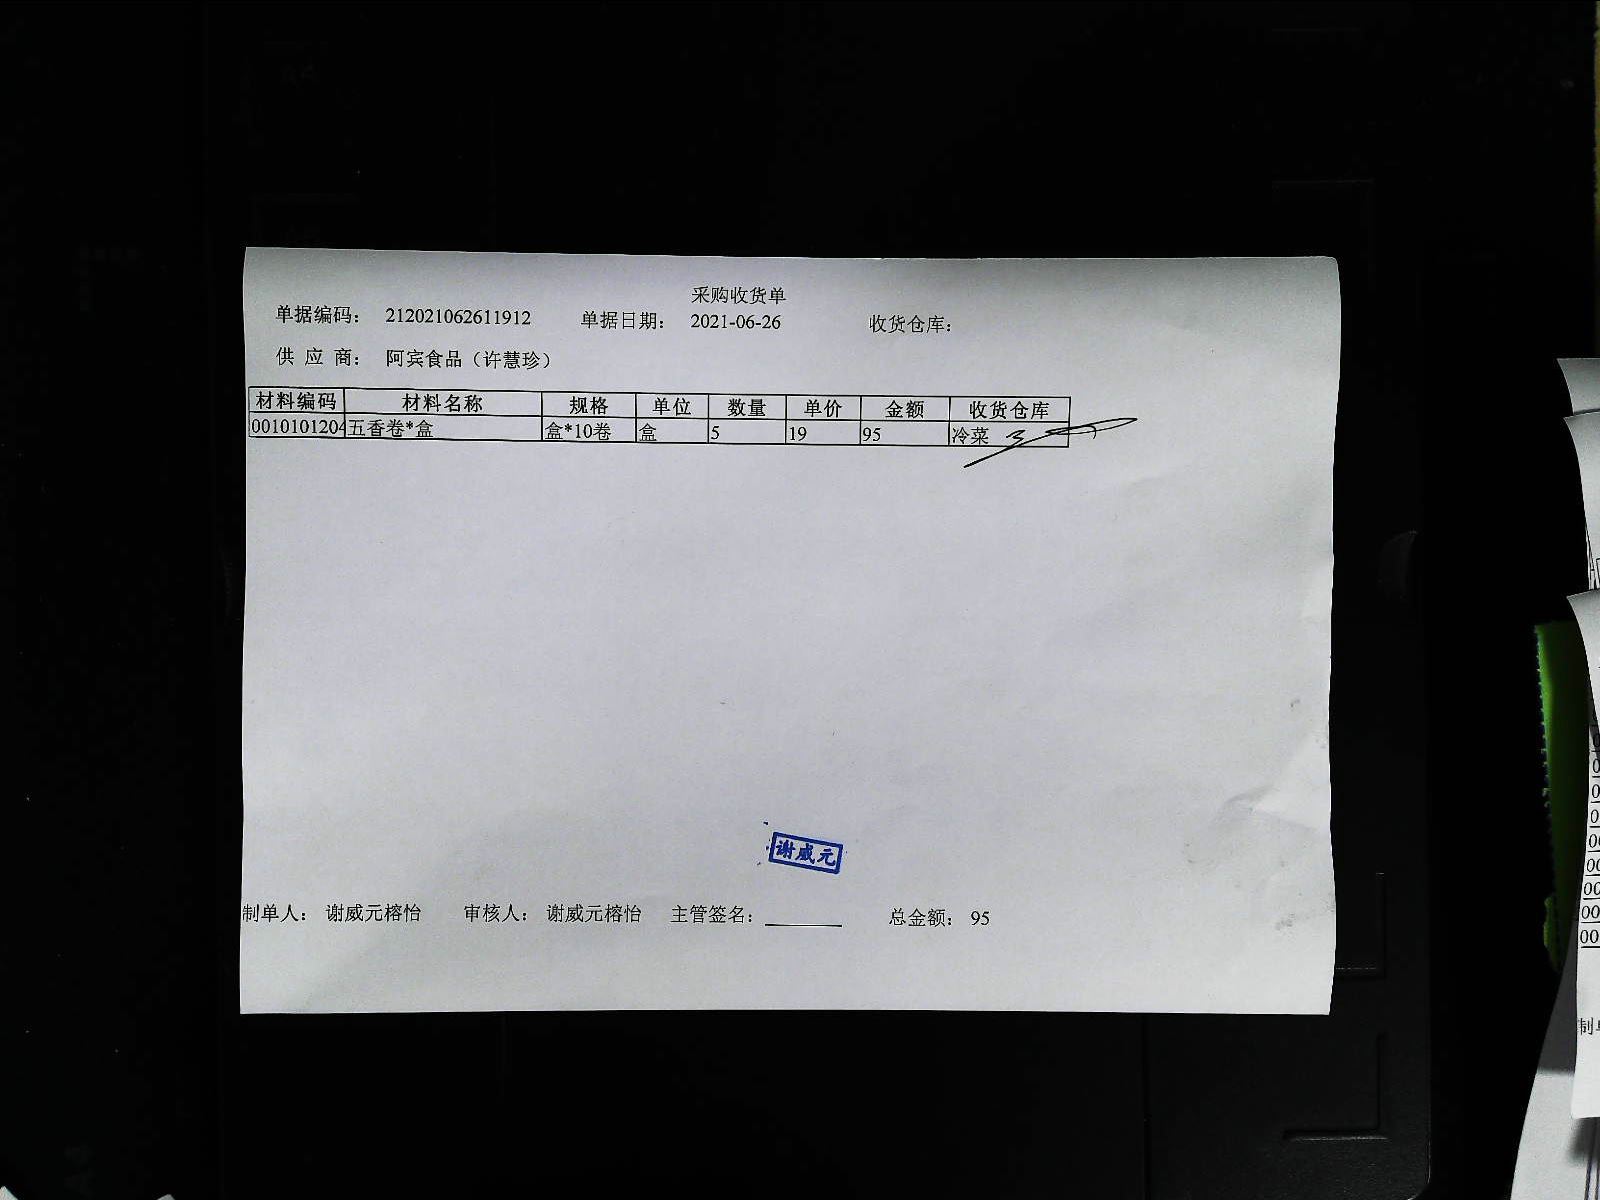 采购收货单
单据编码： 212021062611912 单据日期： 2021-06-26 收货仓库：
供 应 商： 阿宾食品（许慧珍）
材料编码 材料名称 规格 单位 数量 单价 金额 收货仓库
0010101204 五香卷*盒 盒*10卷 盒 5 19 95 冷菜
谢威元
制单人： 谢威元榕怡 审核人： 谢威元榕怡 主管签名： 总金额： 95